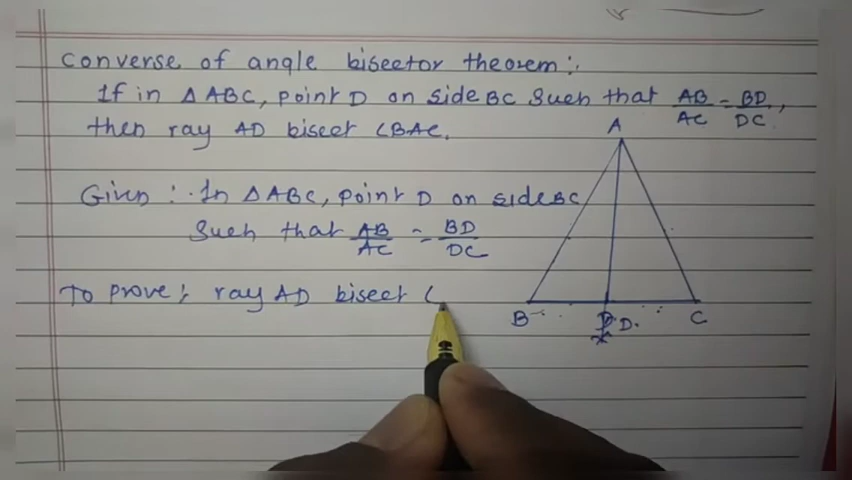 Converse of angle bisector theorem:.
If in △ABC, point D on side BC such that AB/AC = BD/DC,
then ray AD bisect ∠BAC.
A
Given :. In △ABC, point D on side BC
Such that AB/AC = BD/DC
To prove: ray AD bisect ∠
B D. C